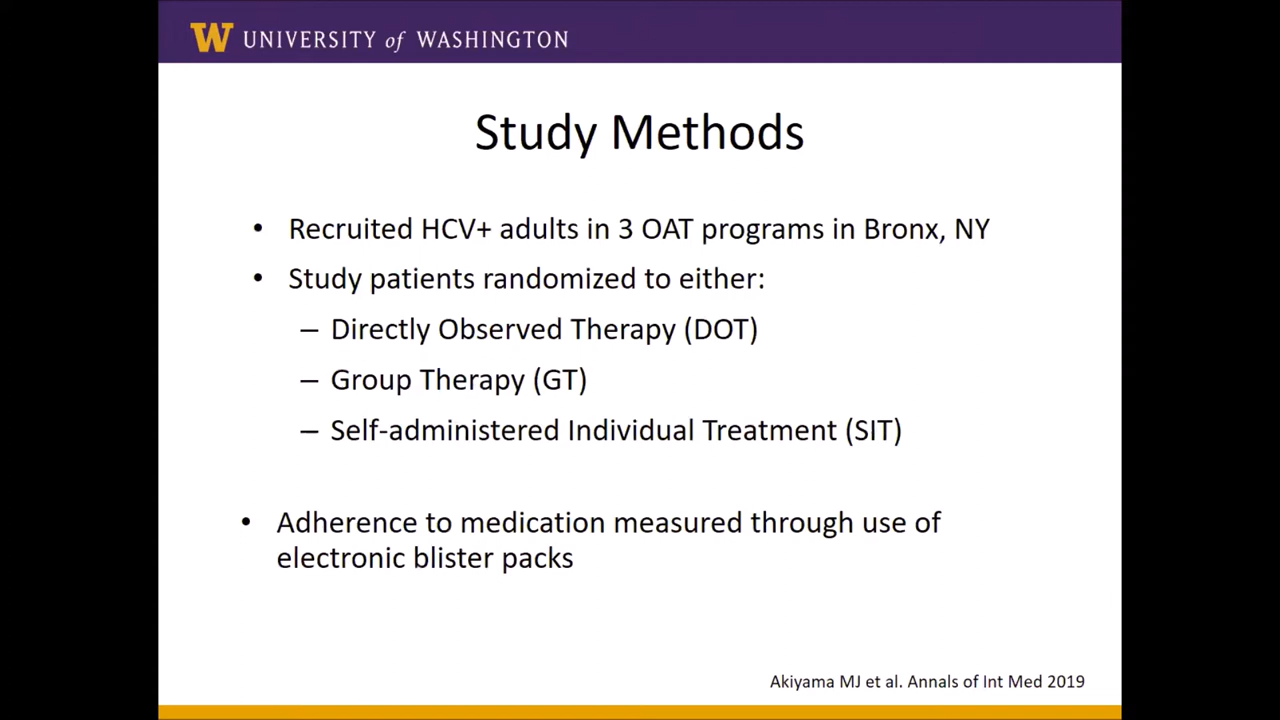 W UNIVERSITY of WASHINGTON
Study Methods
• Recruited HCV+ adults in 3 OAT programs in Bronx, NY
• Study patients randomized to either:
– Directly Observed Therapy (DOT)
– Group Therapy (GT)
– Self-administered Individual Treatment (SIT)
• Adherence to medication measured through use of
electronic blister packs
Akiyama MJ et al. Annals of Int Med 2019